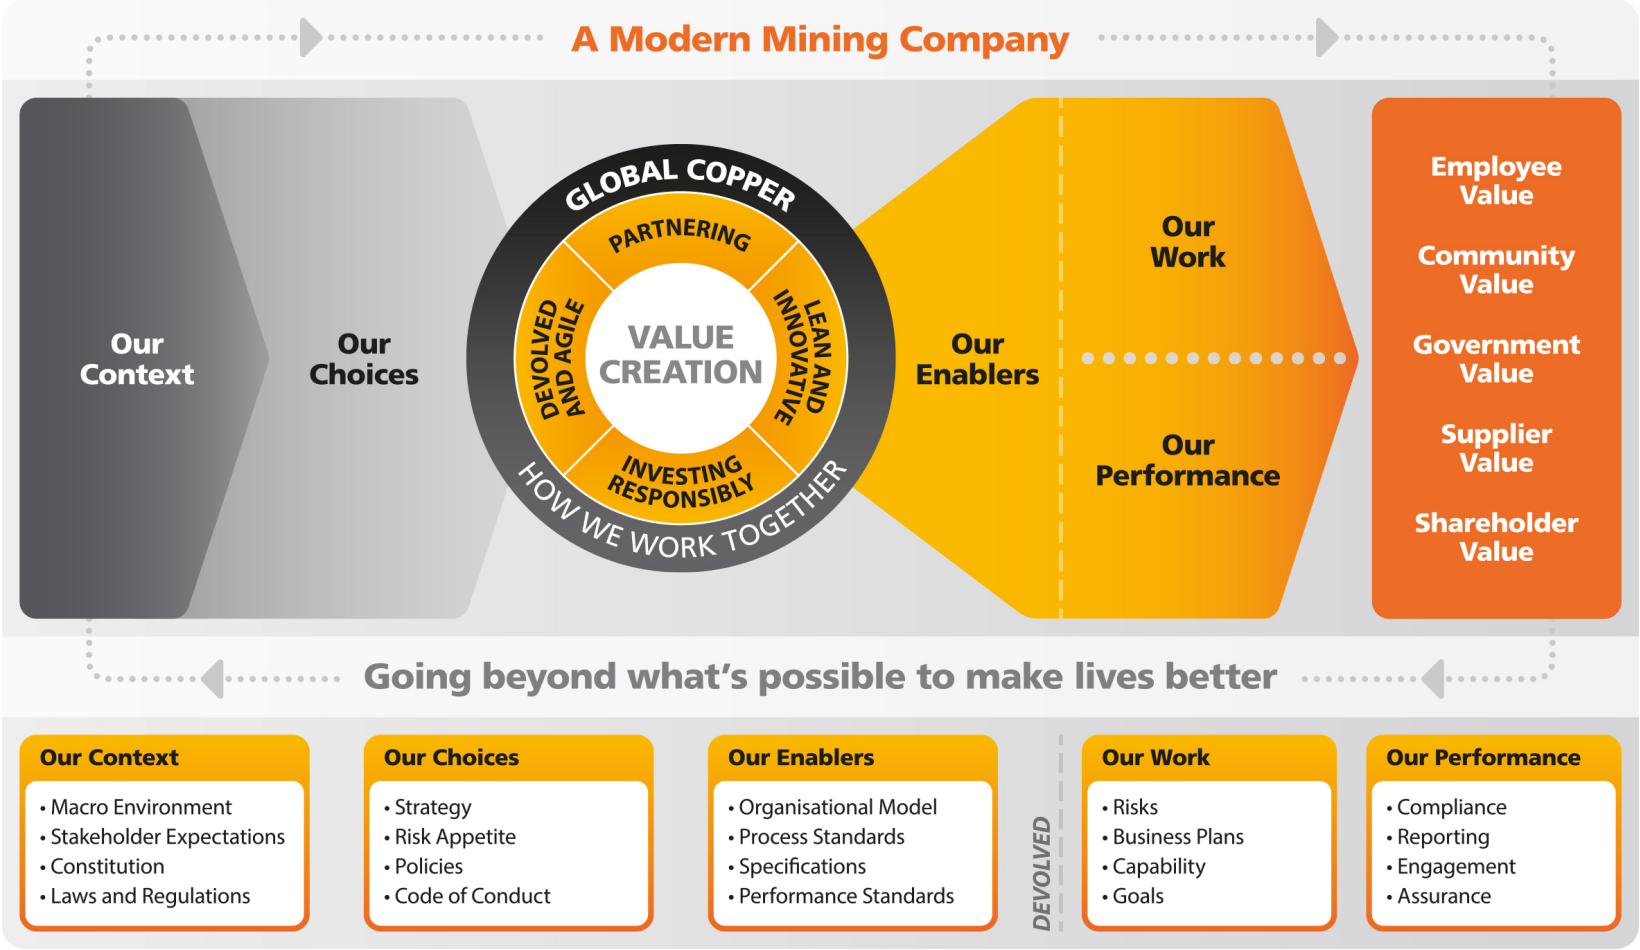 A Modern Mining Company
Our
Context
Our
Choices
GLOBAL COPPER
PARTNERING
DEVOLVED
AND AGILE
VALUE
CREATION
LEAN AND
INNOVATIVE
INVESTING
RESPONSIBLY
HOW WE WORK TOGETHER
Our
Enablers
Our
Work
Our
Performance
Employee
Value
Community
Value
Government
Value
Supplier
Value
Shareholder
Value
Going beyond what's possible to make lives better
Our Context
• Macro Environment
• Stakeholder Expectations
• Constitution
• Laws and Regulations
Our Choices
• Strategy
• Risk Appetite
• Policies
• Code of Conduct
Our Enablers
• Organisational Model
• Process Standards
• Specifications
• Performance Standards
DEVOLVED
Our Work
• Risks
• Business Plans
• Capability
• Goals
Our Performance
• Compliance
• Reporting
• Engagement
• Assurance